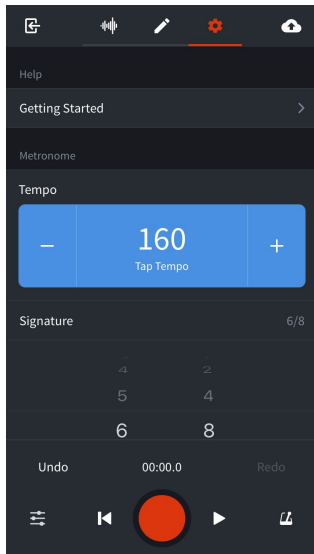 Help
Getting Started
Metronome
Tempo
− 160 +
Tap Tempo
Signature 6/8
4 2
5 4
6 8
Undo 00:00.0 Redo